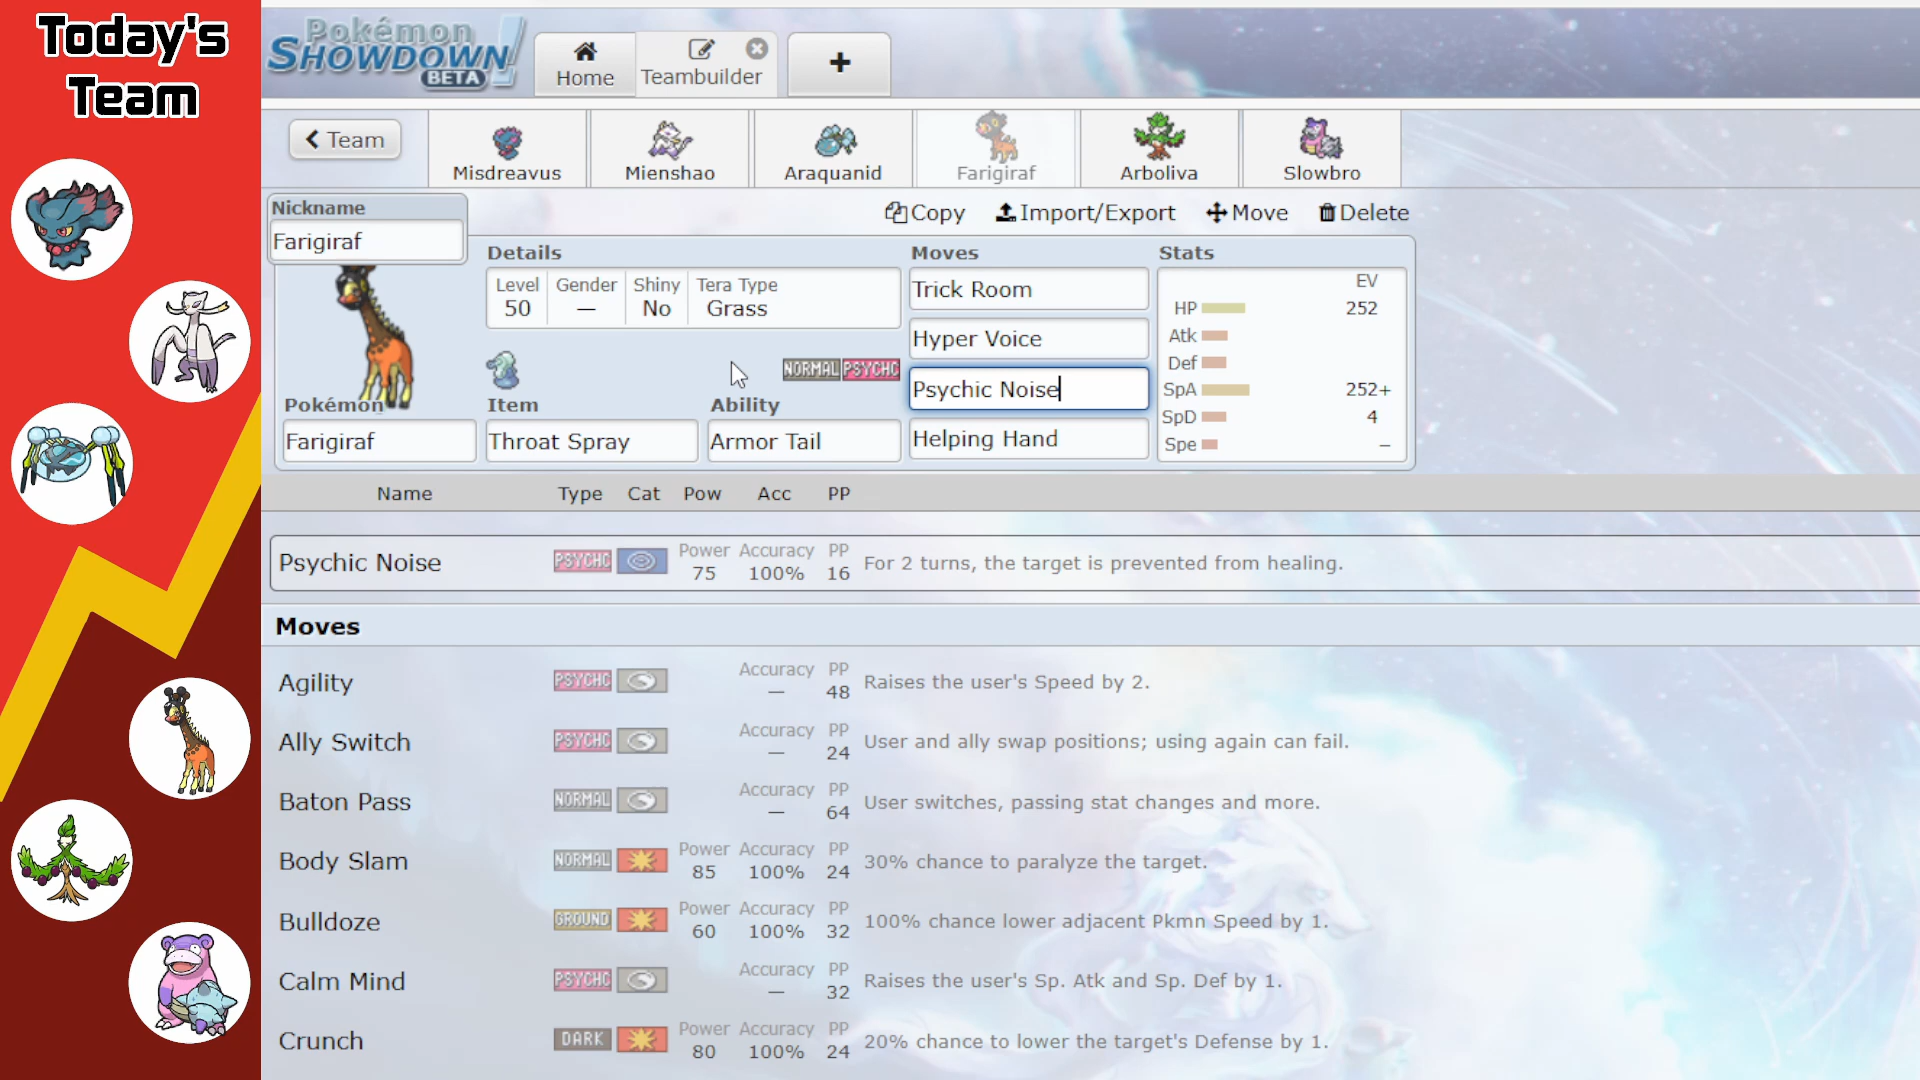 Today's
Team
Pokémon
SHOWDOWN!
BETA
Home
Teambuilder
+
Team
Misdreavus
Mienshao
Araquanid
Farigiraf
Arboliva
Slowbro
Copy
Import/Export
Move
Delete
Nickname
Farigiraf
Details
Level Gender Shiny Tera Type
50 — No Grass
NORMAL PSYCHC
Pokémon
Farigiraf
Item
Throat Spray
Ability
Armor Tail
Moves
Trick Room
Hyper Voice
Psychic Noise
Helping Hand
Stats
EV
HP 252
Atk
Def
SpA 252+
SpD 4
Spe –
Name Type Cat Pow Acc PP
Power Accuracy PP
Psychic Noise PSYCHC 75 100% 16 For 2 turns, the target is prevented from healing.
Moves
Accuracy PP
Agility PSYCHC — 48 Raises the user's Speed by 2.
Accuracy PP
Ally Switch PSYCHC — 24 User and ally swap positions; using again can fail.
Accuracy PP
Baton Pass NORMAL — 64 User switches, passing stat changes and more.
Power Accuracy PP
Body Slam NORMAL 85 100% 24 30% chance to paralyze the target.
Power Accuracy PP
Bulldoze GROUND 60 100% 32 100% chance lower adjacent Pkmn Speed by 1.
Accuracy PP
Calm Mind PSYCHC — 32 Raises the user's Sp. Atk and Sp. Def by 1.
Power Accuracy PP
Crunch DARK 80 100% 24 20% chance to lower the target's Defense by 1.